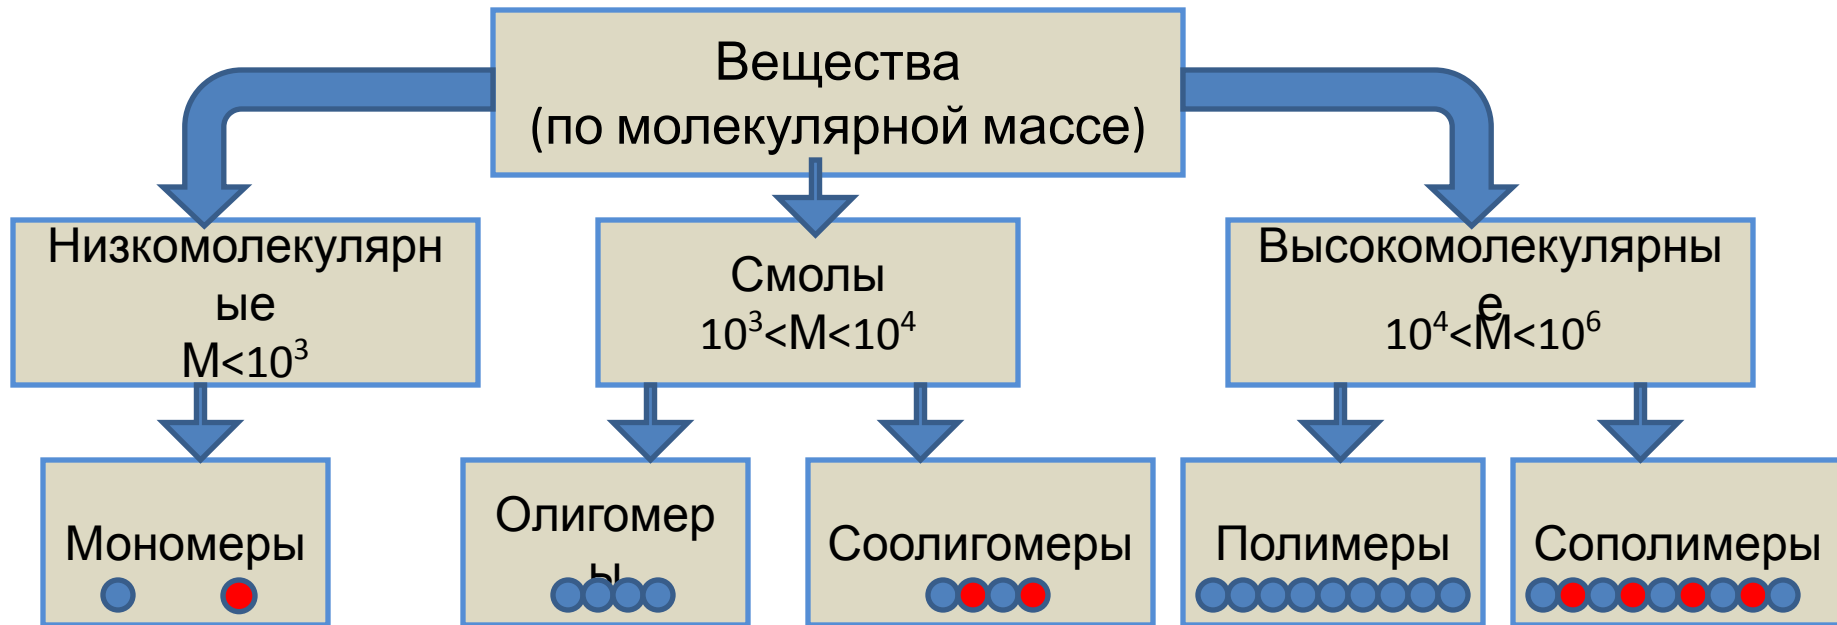 Вещества
(по молекулярной массе)
Низкомолекулярн
ые
М<10³
Смолы
10³<М<10⁴
Высокомолекулярны
е
10⁴<М<10⁶
Мономеры
Олигомер
ы
Соолигомеры
Полимеры
Сополимеры